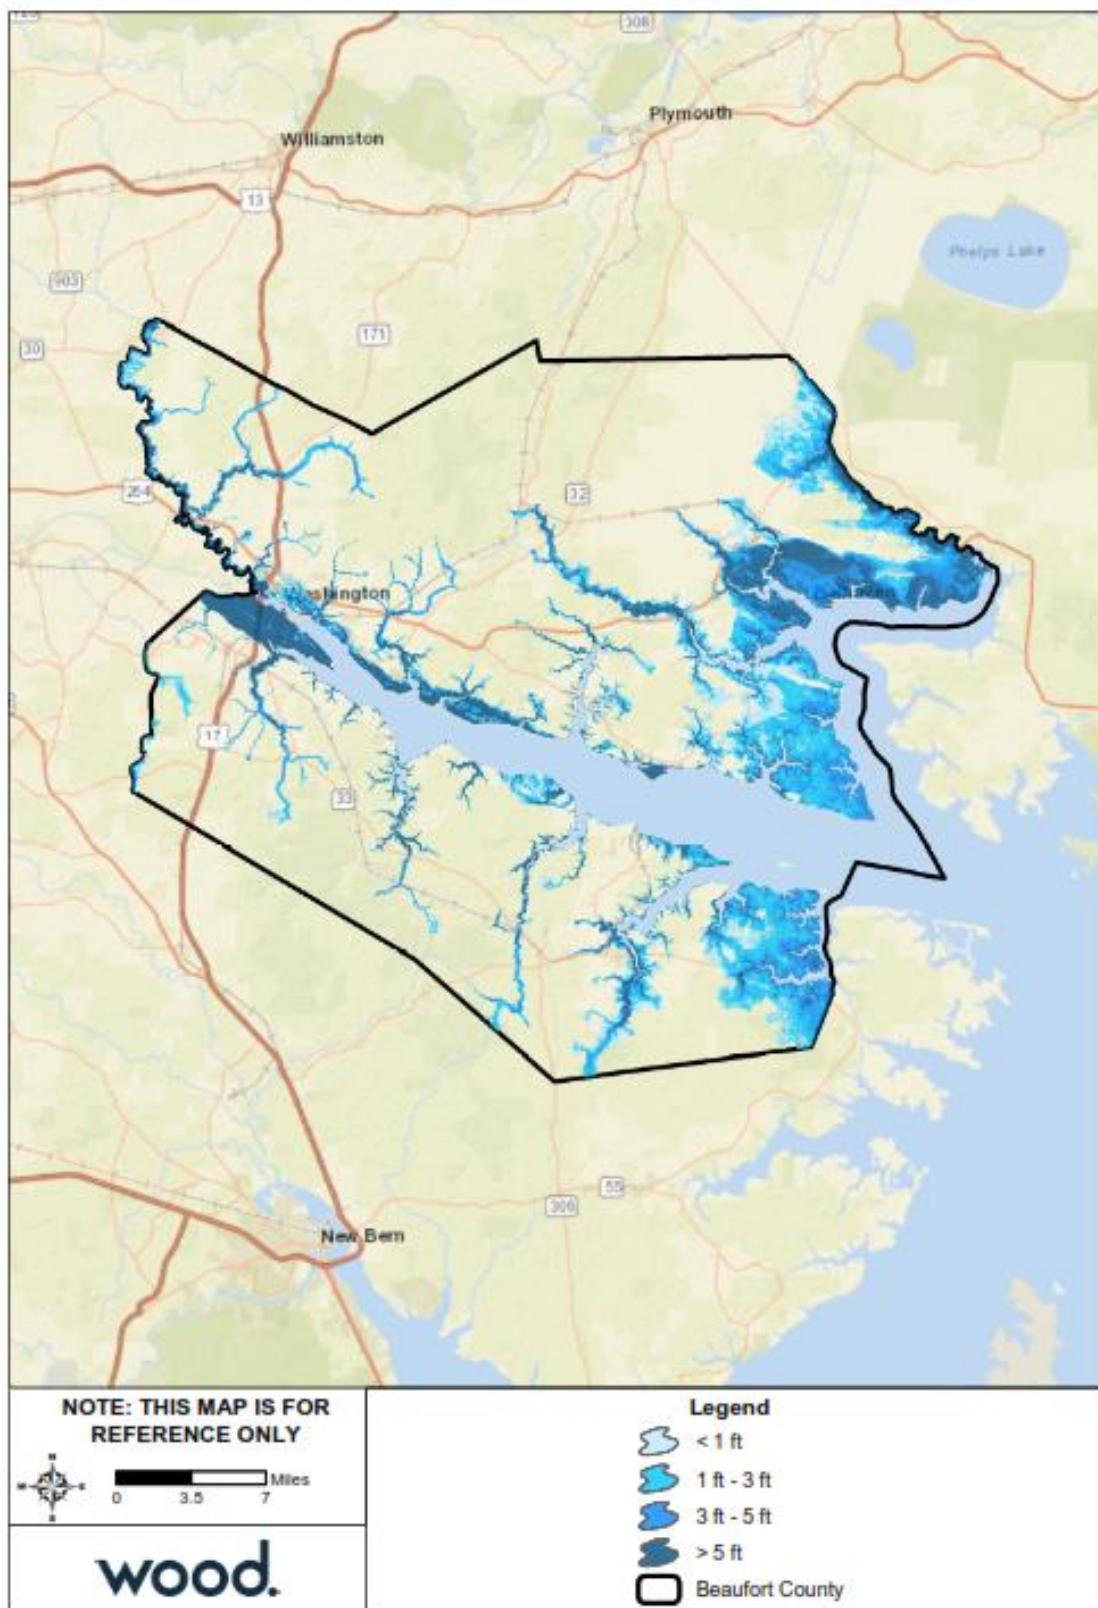 308
Plymouth
Williamston
13
Phelps Lake
903
171
30
264
32
Washington
17
33
55
306
New Bern
NOTE: THIS MAP IS FOR
REFERENCE ONLY
N
W E
S
Miles
0 3.5 7
wood.
Legend
< 1 ft
1 ft - 3 ft
3 ft - 5 ft
> 5 ft
Beaufort County